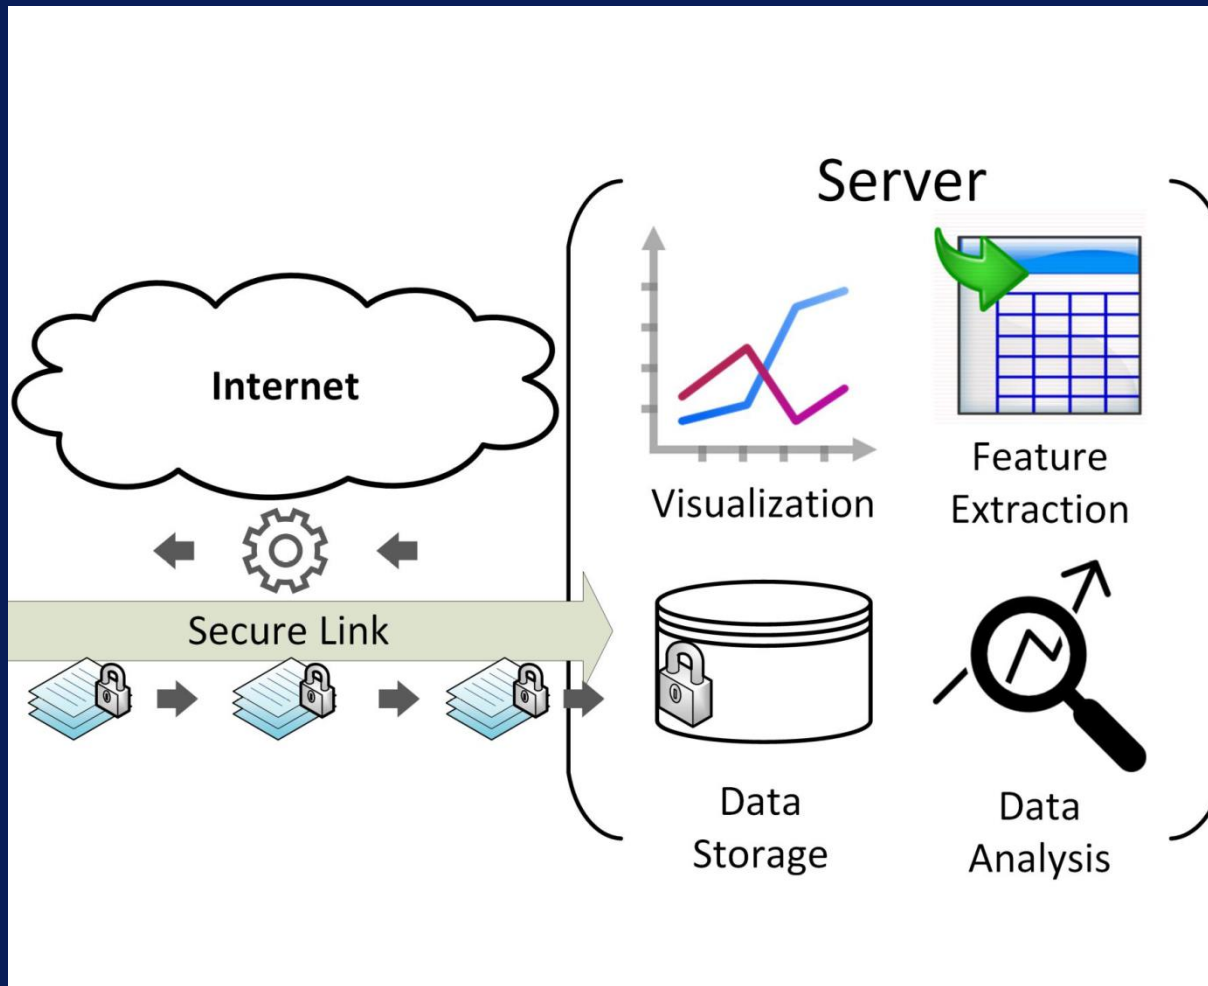 Server
Internet
Visualization
Feature
Extraction
Secure Link
Data
Storage
Data
Analysis